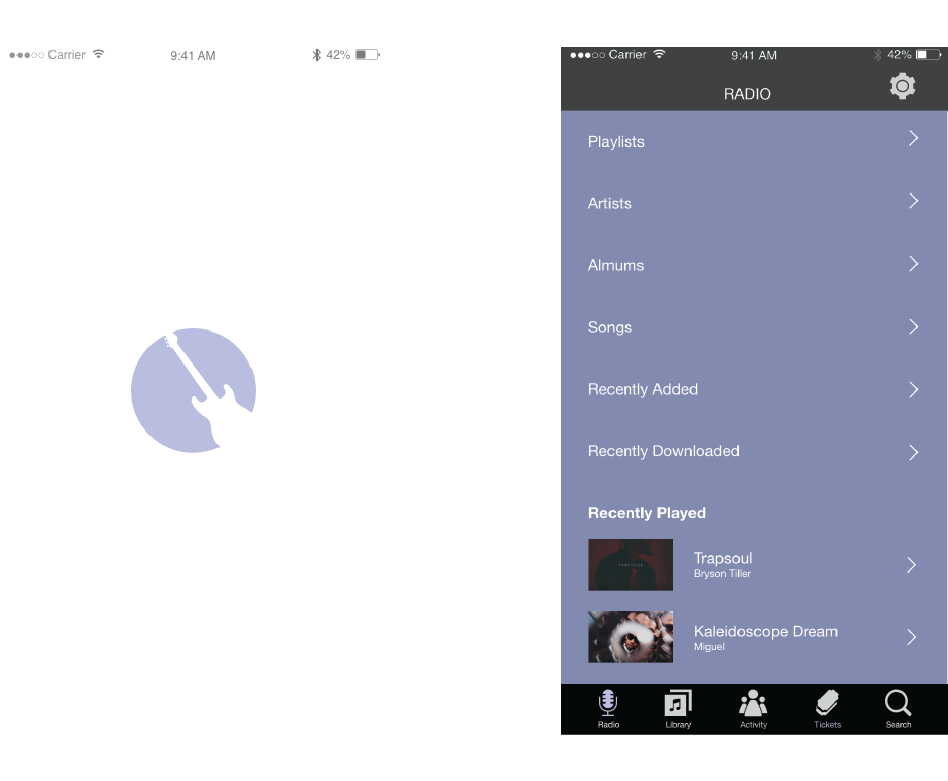 Carrier 9:41 AM 42%
Carrier 9:41 AM 42%
RADIO
Playlists
Artists
Almums
Songs
Recently Added
Recently Downloaded
Recently Played
Trapsoul
Bryson Tiller
Kaleidoscope Dream
Miguel
Radio Library Activity Tickets Search